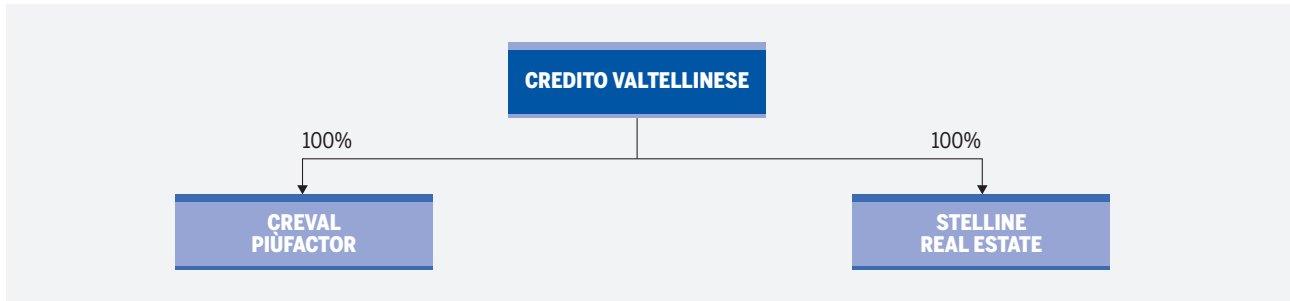 CREDITO VALTELLINESE
100%
100%
CREVAL
PIÙFACTOR
STELLINE
REAL ESTATE